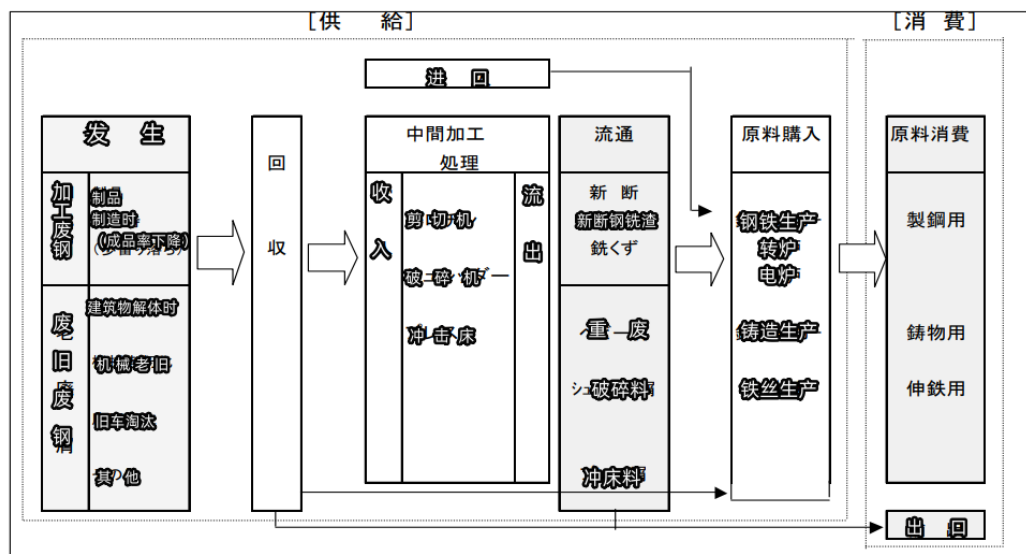 [供 給]
[消 費]
进 回
发 生
加工废钢
制品
制造时
(成品率下降)
废旧废钢
建筑物解体时
机械老旧
旧车淘汰
其他
回
収
中間加工
処理
收入
剪切机
破碎机
冲击床
流出
流通
新 断
新断钢铣渣
銑くず
重 废
破碎料
冲床料
原料購入
钢铁生产
转炉
电炉
铸造生产
铁丝生产
原料消費
製鋼用
鋳物用
伸鉄用
出 回